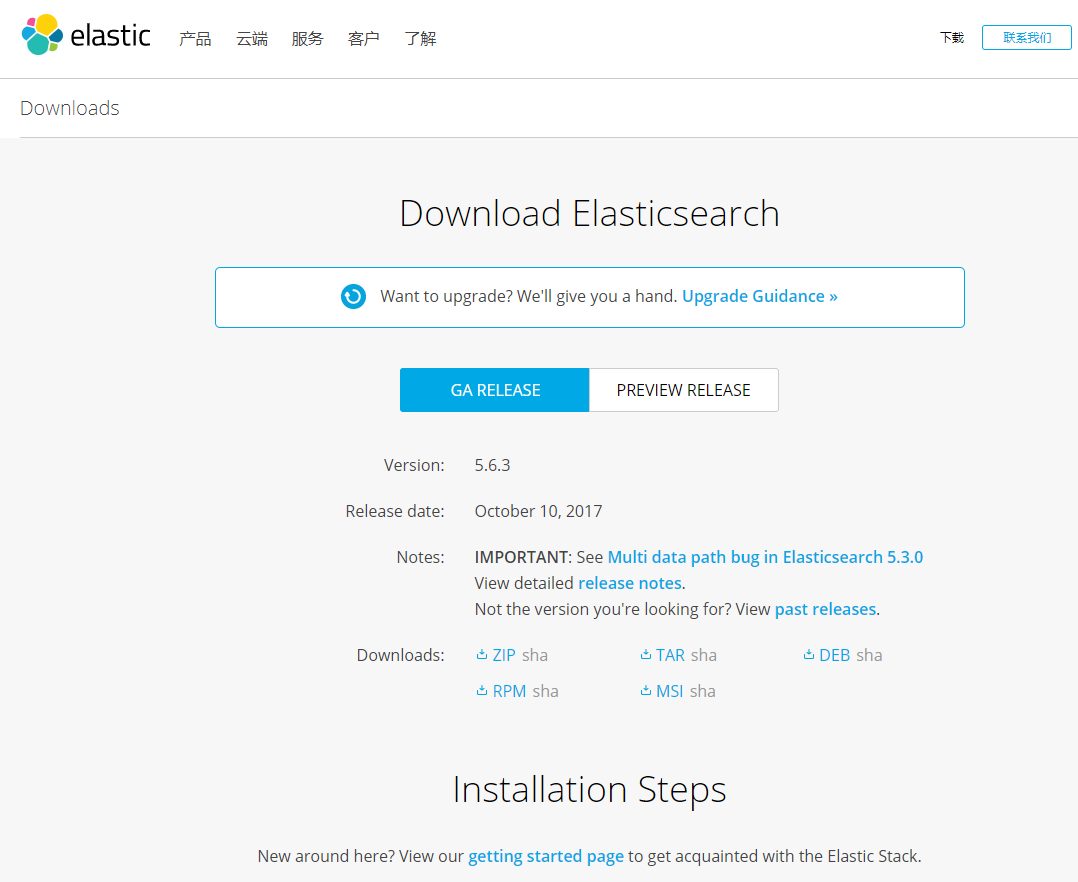 elastic 产品 云端 服务 客户 了解 下载 联系我们
Downloads
Download Elasticsearch
Want to upgrade? We'll give you a hand. Upgrade Guidance »
GA RELEASE PREVIEW RELEASE
Version: 5.6.3
Release date: October 10, 2017
Notes: IMPORTANT: See Multi data path bug in Elasticsearch 5.3.0
View detailed release notes.
Not the version you're looking for? View past releases.
Downloads: ZIP sha TAR sha DEB sha
RPM sha MSI sha
Installation Steps
New around here? View our getting started page to get acquainted with the Elastic Stack.